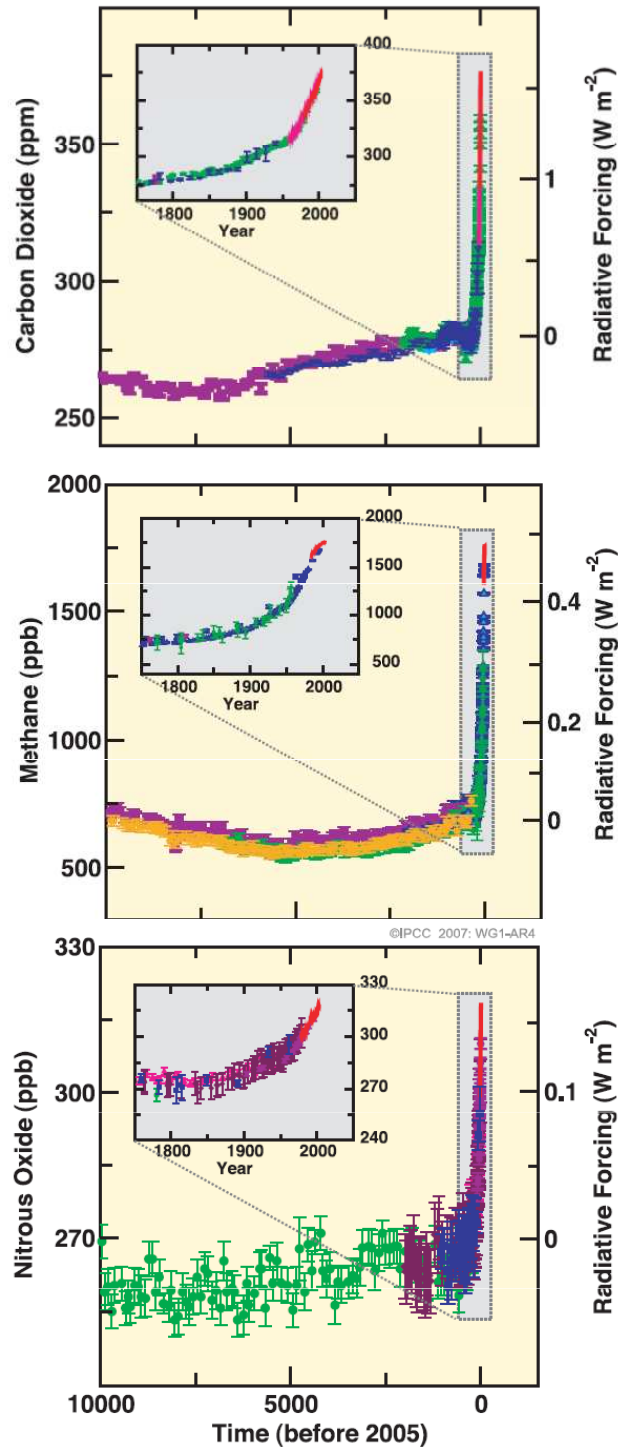 400
350
300
250
Carbon Dioxide (ppm)
400
375
350
300
1800 1900 2000
Year
1
0
Radiative Forcing (W m-2)
2000
1500
1000
500
Methane (ppb)
2000
1500
1000
500
1800 1900 2000
Year
0.4
0.2
0
Radiative Forcing (W m-2)
©IPCC 2007: WG1-AR4
330
300
270
Nitrous Oxide (ppb)
330
300
270
240
1800 1900 2000
Year
0.1
0
Radiative Forcing (W m-2)
10000 5000 0
Time (before 2005)